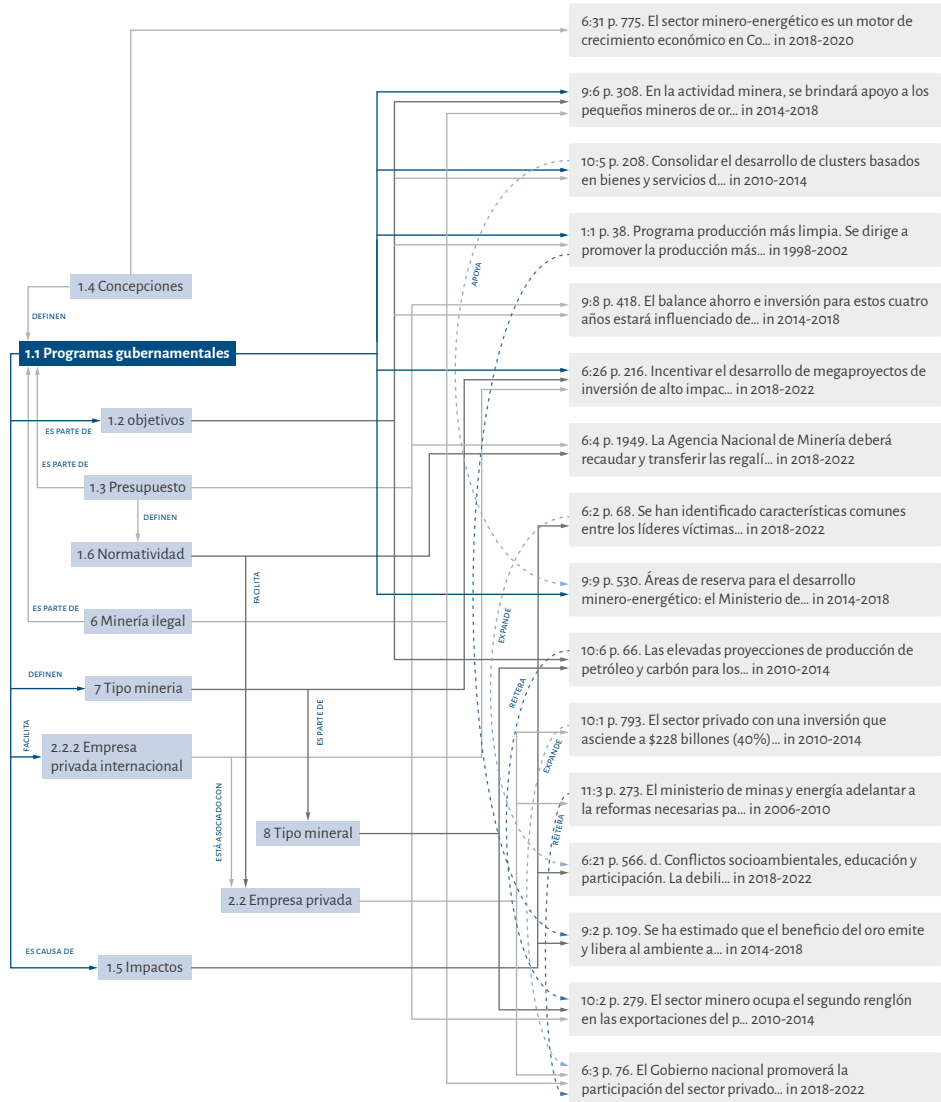 6:31 p. 775. El sector minero-energético es un motor de
crecimiento económico en Co... in 2018-2020
9:6 p. 308. En la actividad minera, se brindará apoyo a los
pequeños mineros de or... in 2014-2018
10:5 p. 208. Consolidar el desarrollo de clusters basados
en bienes y servicios d... in 2010-2014
1:1 p. 38. Programa producción más limpia. Se dirige a
promover la producción más... in 1998-2002
APOYA
1.4 Concepciones
9:8 p. 418. El balance ahorro e inversión para estos cuatro
años estará influenciado de... in 2014-2018
DEFINEN
1.1 Programas gubernamentales
6:26 p. 216. Incentivar el desarrollo de megaproyectos de
inversión de alto impac... in 2018-2022
1.2 objetivos
ES PARTE DE
6:4 p. 1949. La Agencia Nacional de Minería deberá
recaudar y transferir las regalí... in 2018-2022
ES PARTE DE
1.3 Presupuesto
DEFINEN
6:2 p. 68. Se han identificado características comunes
entre los líderes víctimas... in 2018-2022
1.6 Normatividad
FACILITA
9:9 p. 530. Áreas de reserva para el desarrollo
minero-energético: el Ministerio de... in 2014-2018
ES PARTE DE
6 Minería ilegal
EXPANDE
10:6 p. 66. Las elevadas proyecciones de producción de
petróleo y carbón para los... in 2010-2014
DEFINEN
7 Tipo mineria
REITERA
ES PARTE DE
10:1 p. 793. El sector privado con una inversión que
asciende a $228 billones (40%)... in 2010-2014
FACILITA
2.2.2 Empresa
privada internacional
EXPANDE
11:3 p. 273. El ministerio de minas y energía adelantar a
la reformas necesarias pa... in 2006-2010
ESTÁ ASOCIADO CON
8 Tipo mineral
REITERA
6:21 p. 566. d. Conflictos socioambientales, educación y
participación. La debili... in 2018-2022
2.2 Empresa privada
9:2 p. 109. Se ha estimado que el beneficio del oro emite
y libera al ambiente a... in 2014-2018
ES CAUSA DE
1.5 Impactos
10:2 p. 279. El sector minero ocupa el segundo renglón
en las exportaciones del p... 2010-2014
6:3 p. 76. El Gobierno nacional promoverá la
participación del sector privado... in 2018-2022